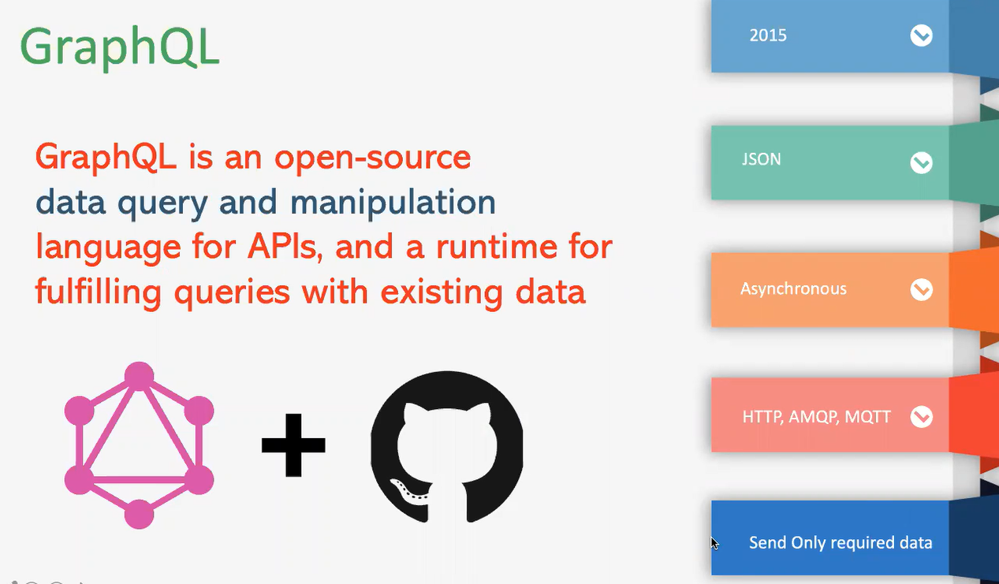 GraphQL
GraphQL is an open-source
data query and manipulation
language for APIs, and a runtime for
fulfilling queries with existing data
2015
JSON
Asynchronous
HTTP, AMQP, MQTT
Send Only required data